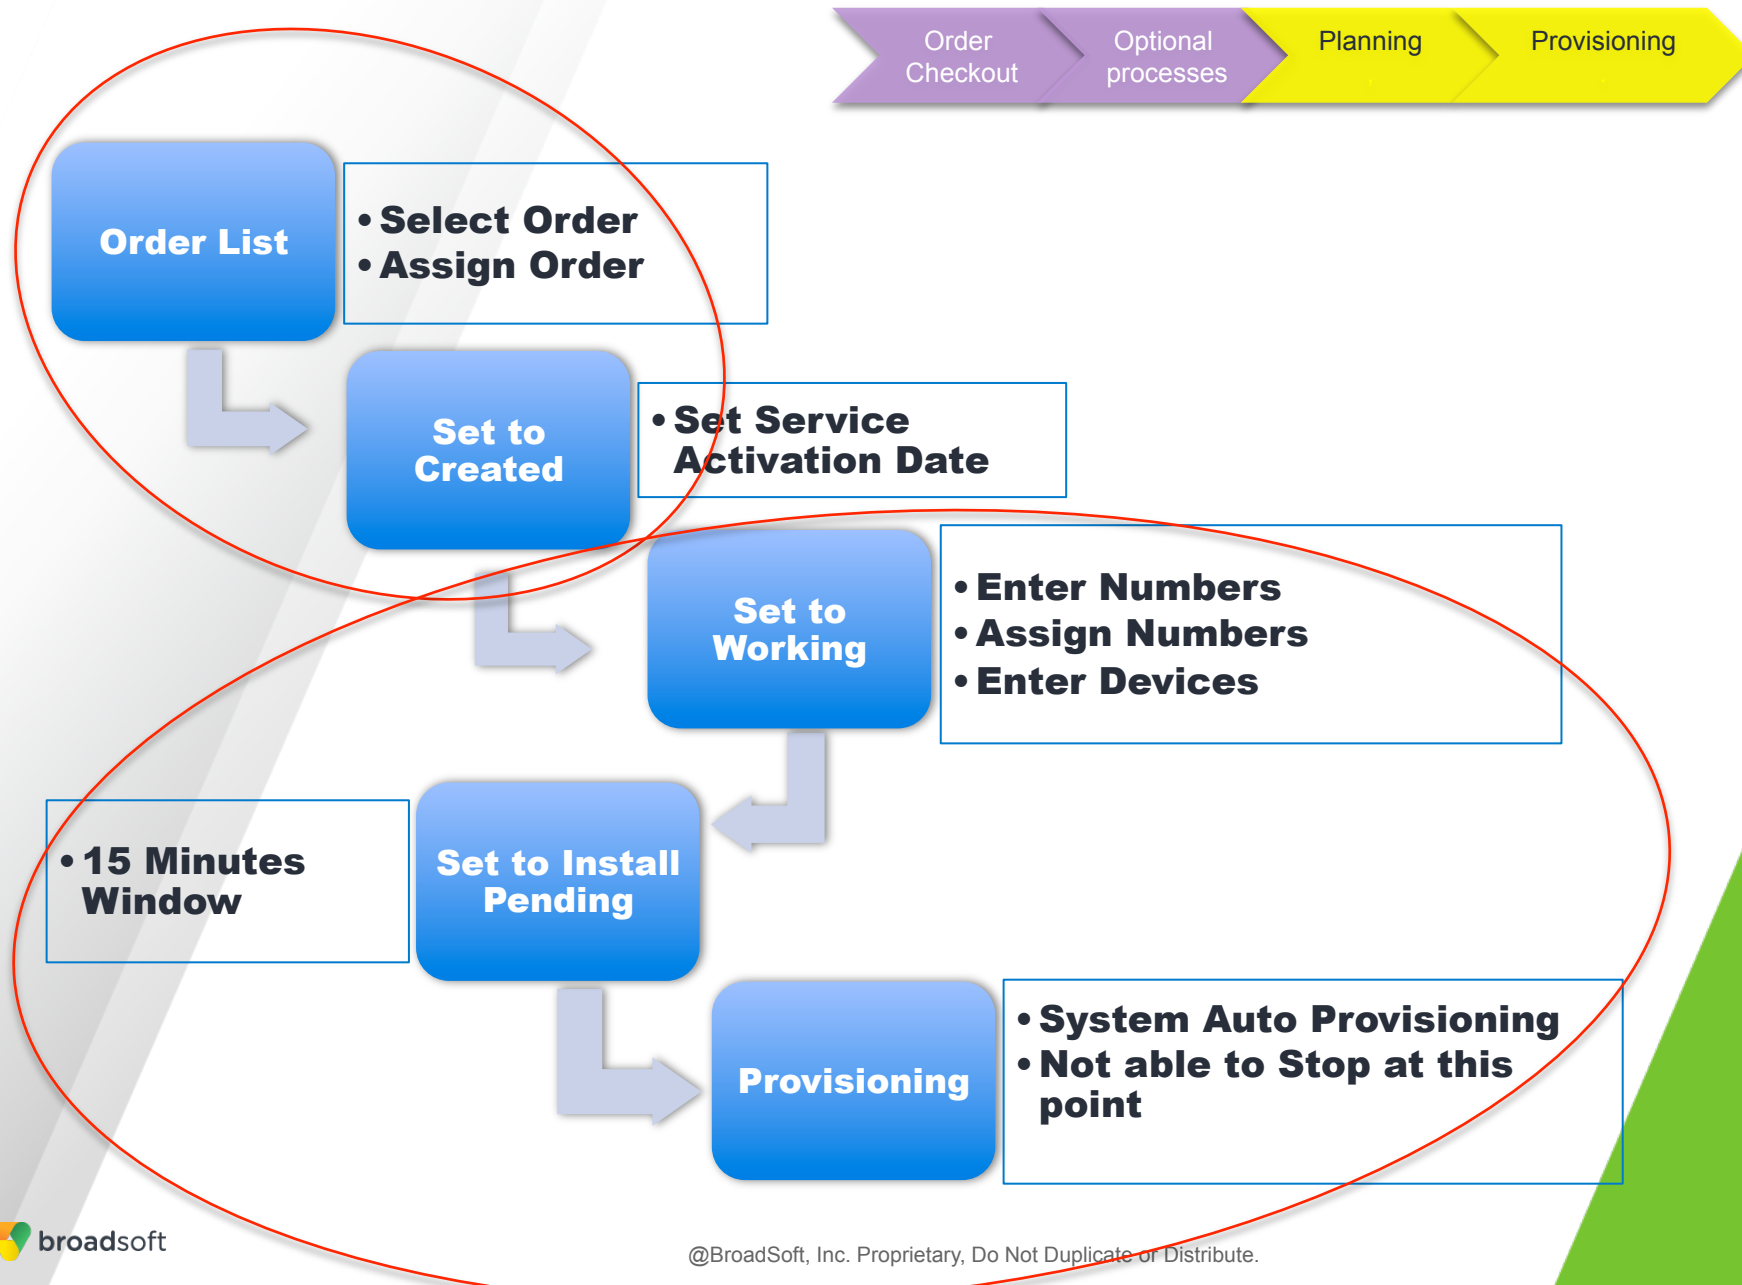 Order
Checkout
Optional
processes
Planning
Provisioning
Order List
• Select Order
• Assign Order
Set to
Created
• Set Service
Activation Date
Set to
Working
• Enter Numbers
• Assign Numbers
• Enter Devices
• 15 Minutes
Window
Set to Install
Pending
Provisioning
• System Auto Provisioning
• Not able to Stop at this
point
broadsoft
@BroadSoft, Inc. Proprietary, Do Not Duplicate or Distribute.